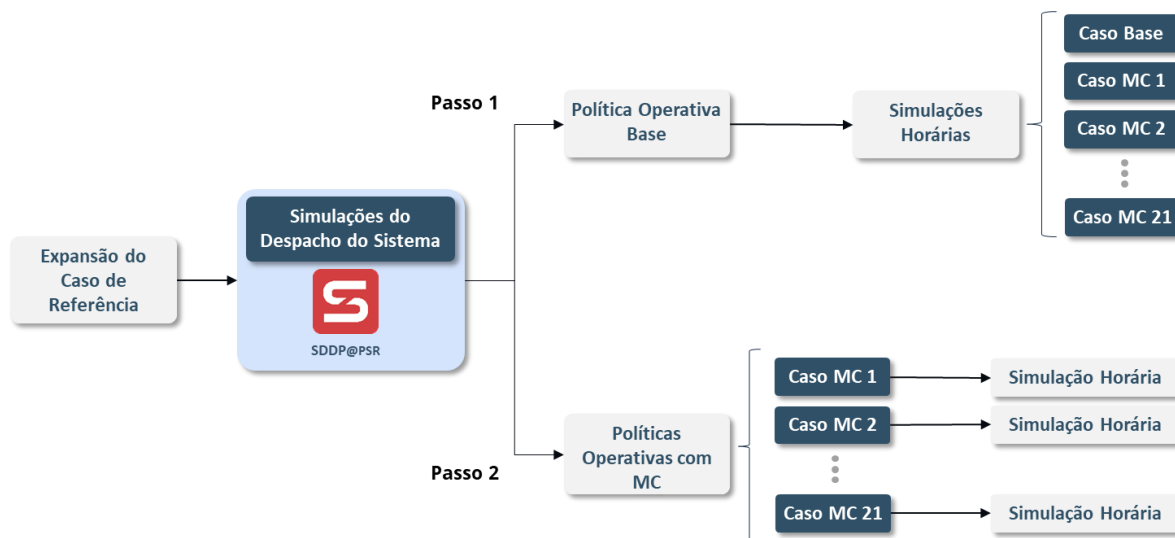 Expansão do
Caso de
Referência
Simulações do
Despacho do Sistema
SDDP@PSR
Passo 1
Política Operativa
Base
Simulações
Horárias
Caso Base
Caso MC 1
Caso MC 2
Caso MC 21
Passo 2
Políticas
Operativas com
MC
Caso MC 1
Simulação Horária
Caso MC 2
Simulação Horária
Caso MC 21
Simulação Horária